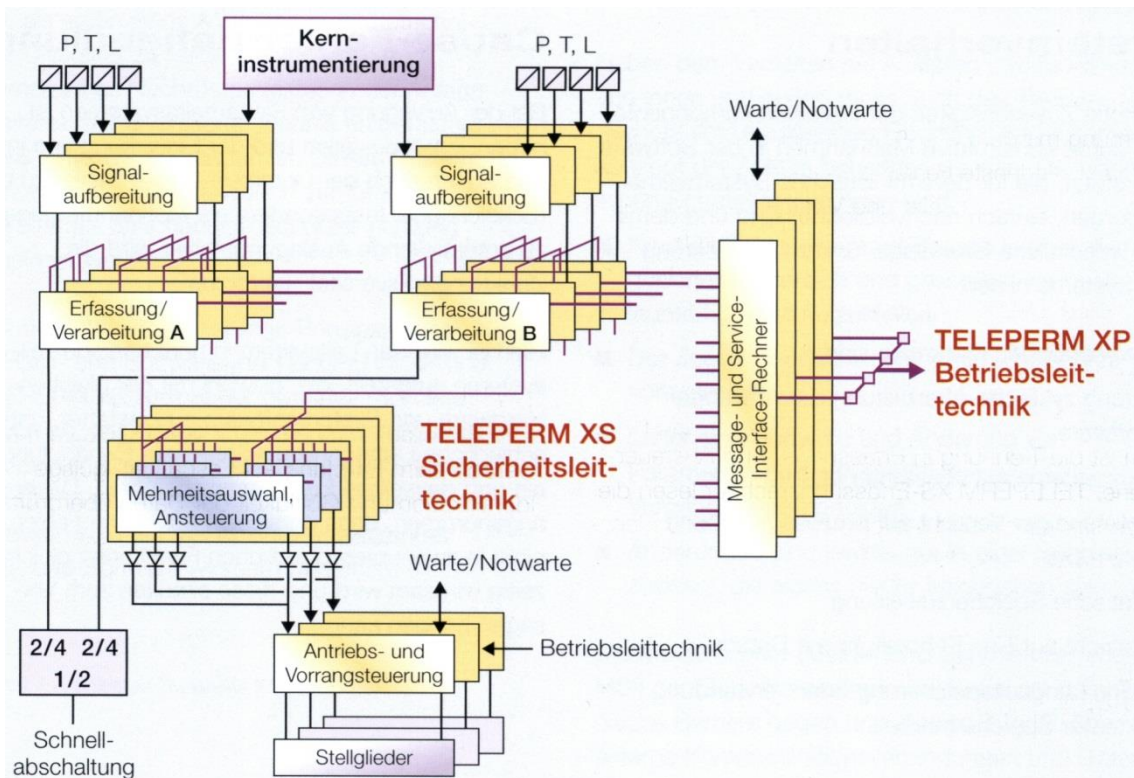 P, T, L
Kern-
instrumentierung
P, T, L
Signal-
aufbereitung
Signal-
aufbereitung
Erfassung/
Verarbeitung A
Erfassung/
Verarbeitung B
Warte/Notwarte
Message- und Service-
Interface-Rechner
TELEPERM XP
Betriebsleit-
technik
TELEPERM XS
Sicherheitsleit-
technik
Mehrheitsauswahl,
Ansteuerung
Warte/Notwarte
2/4 2/4
1/2
Antriebs- und
Vorrangsteuerung
Betriebsleittechnik
Schnell-
abschaltung
Stellglieder